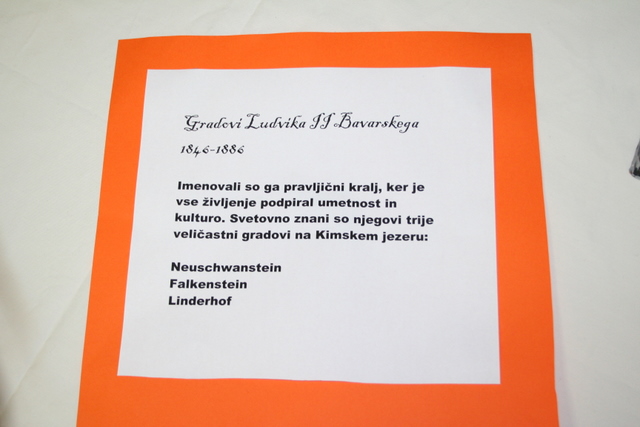 Gradovi Ludvika II Bavarskega
1846-1886
Imenovali so ga pravljični kralj, ker je
vse življenje podpiral umetnost in
kulturo. Svetovno znani so njegovi trije
veličastni gradovi na Kimskem jezeru:
Neuschwanstein
Falkenstein
Linderhof